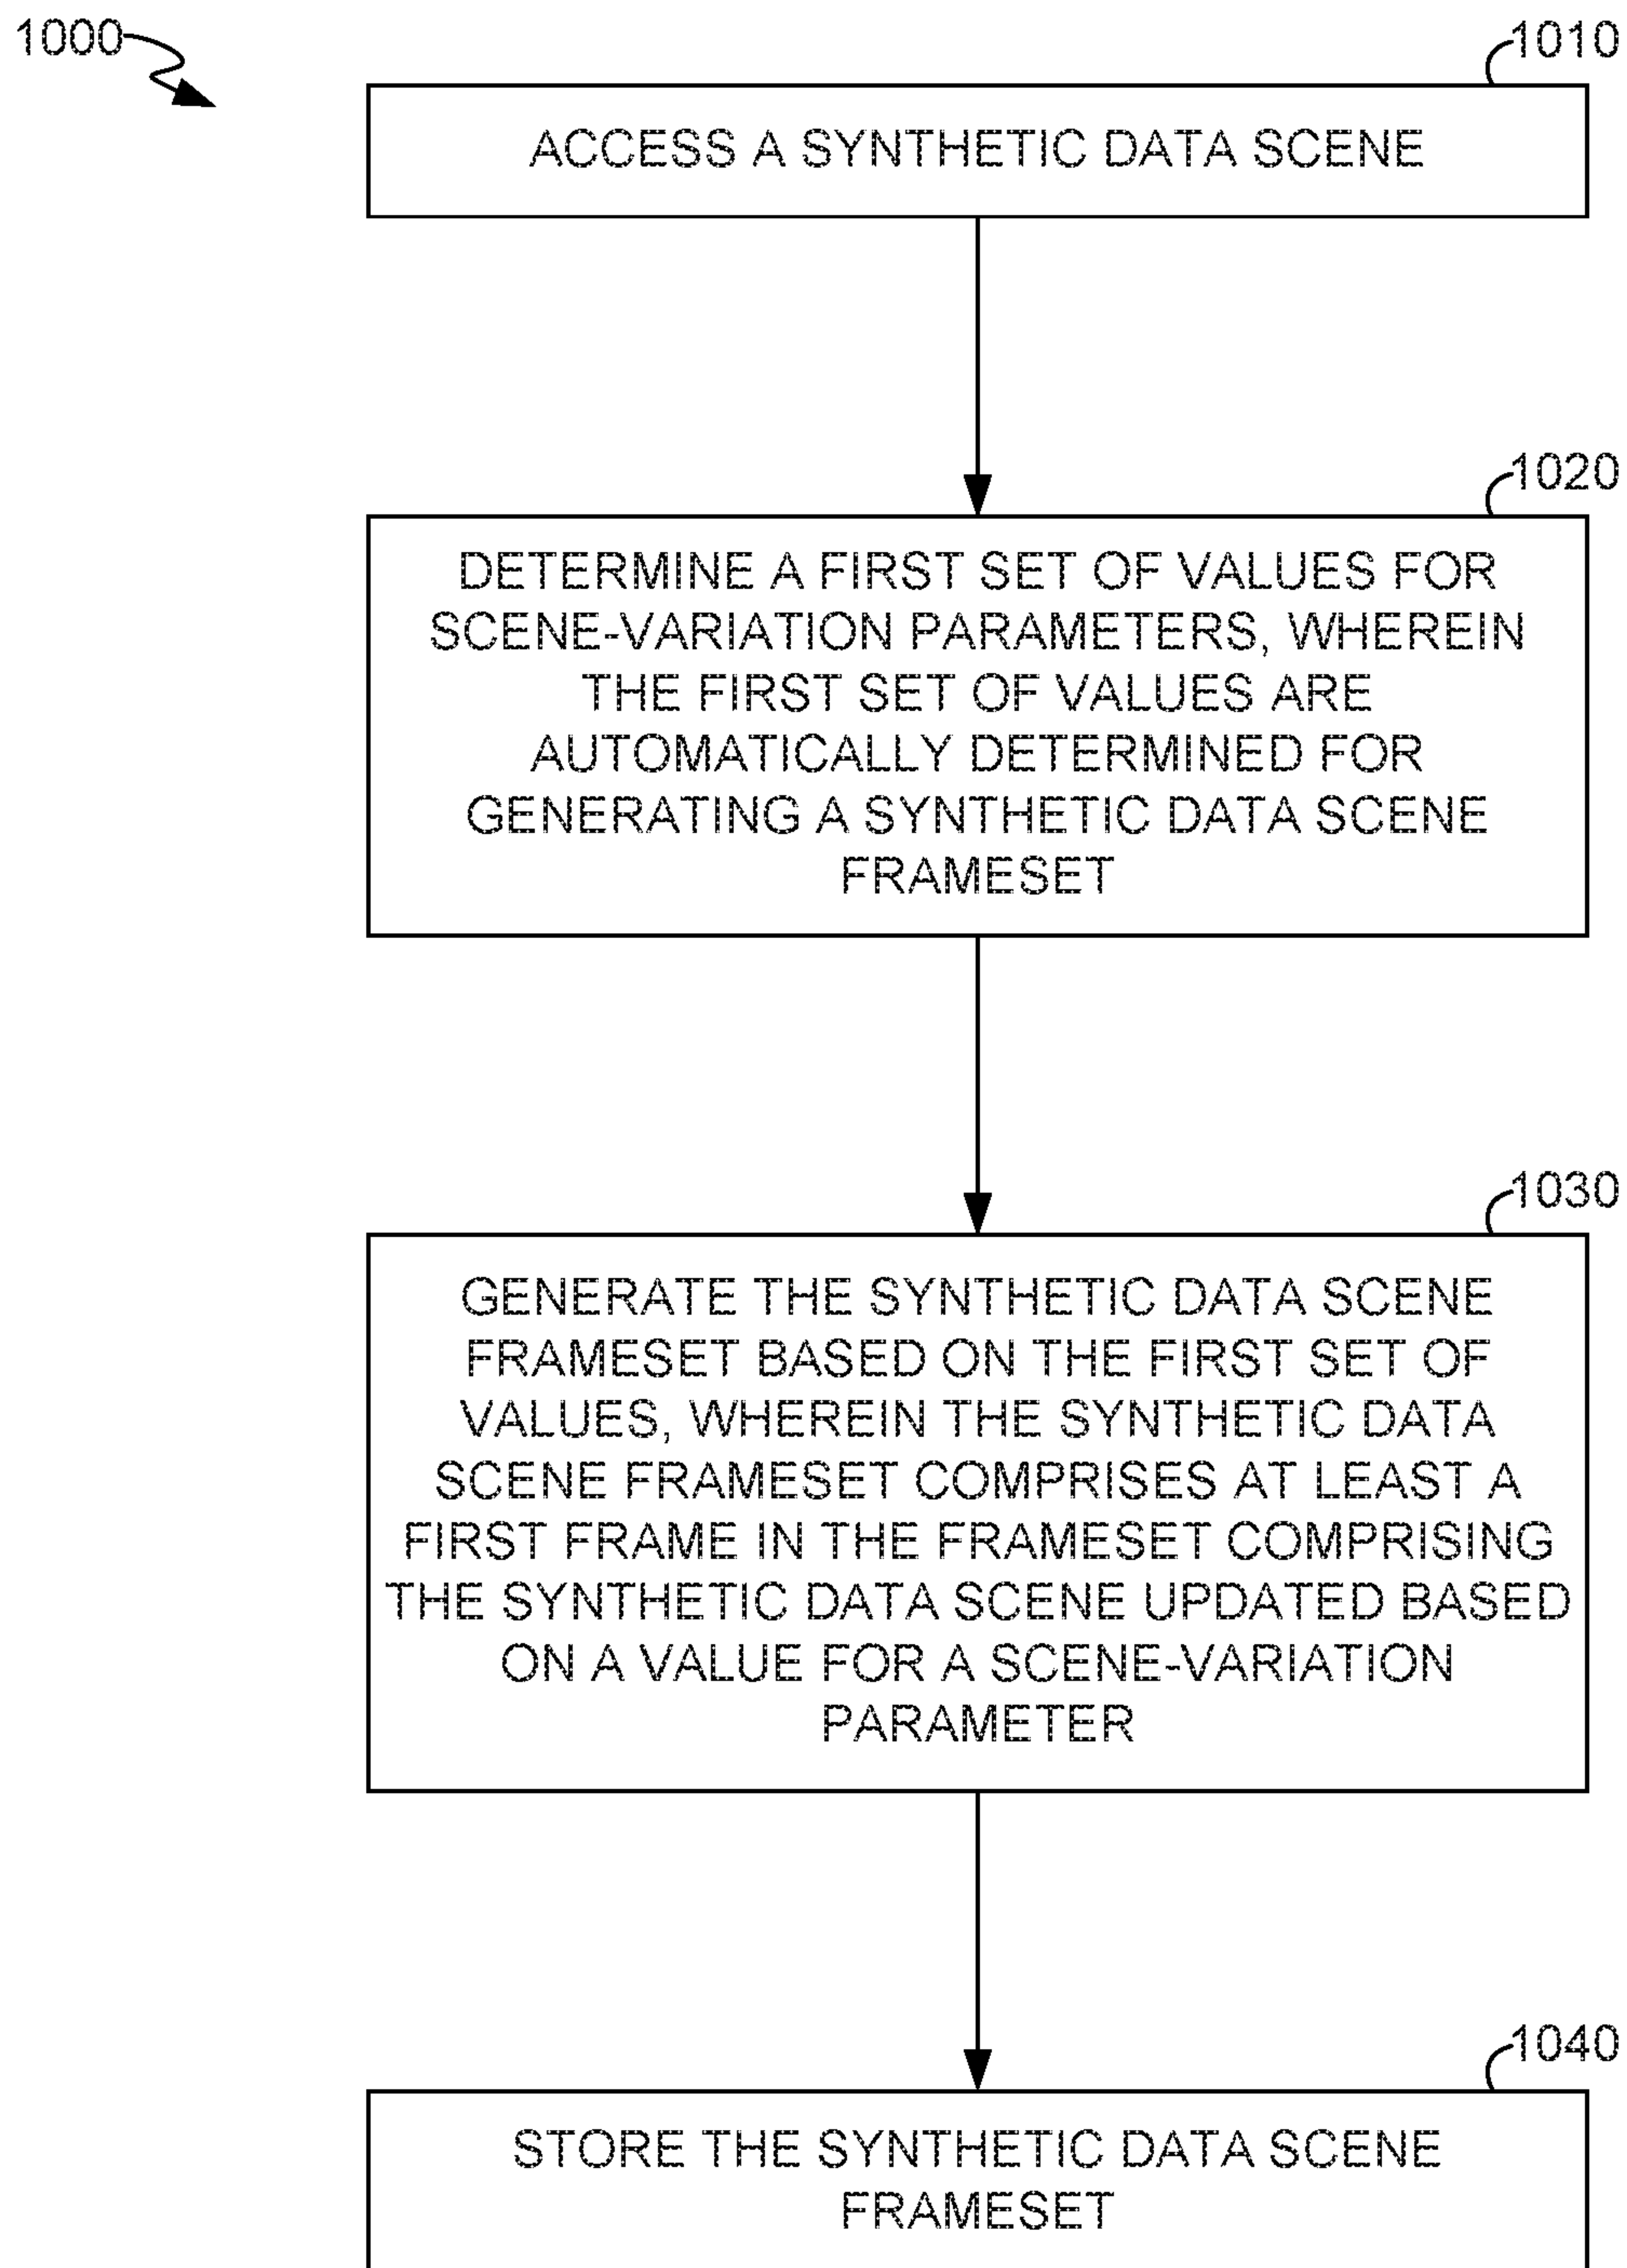 1000
1010
ACCESS A SYNTHETIC DATA SCENE
1020
DETERMINE A FIRST SET OF VALUES FOR
SCENE-VARIATION PARAMETERS, WHEREIN
THE FIRST SET OF VALUES ARE
AUTOMATICALLY DETERMINED FOR
GENERATING A SYNTHETIC DATA SCENE
FRAMESET
1030
GENERATE THE SYNTHETIC DATA SCENE
FRAMESET BASED ON THE FIRST SET OF
VALUES, WHEREIN THE SYNTHETIC DATA
SCENE FRAMESET COMPRISES AT LEAST A
FIRST FRAME IN THE FRAMESET COMPRISING
THE SYNTHETIC DATA SCENE UPDATED BASED
ON A VALUE FOR A SCENE-VARIATION
PARAMETER
1040
STORE THE SYNTHETIC DATA SCENE
FRAMESET